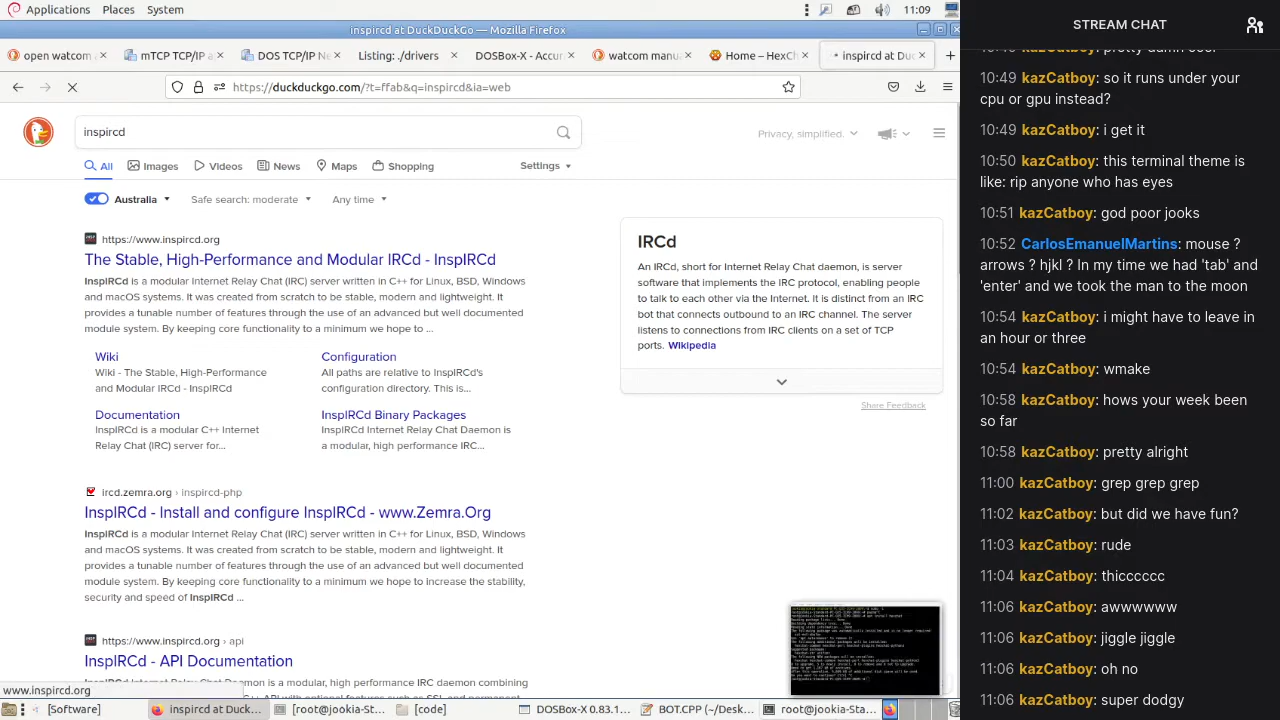 Applications Places System
11:09
inspircd at DuckDuckGo — Mozilla Firefox
open watcom
mTCP TCP/IP
DOS TCP/IP
Listing: ./drivers
DOSBox-X
watcom manu
Home – HexCh
inspircd at Duc
https://duckduckgo.com/?t=ffab&q=inspircd&ia=web
inspircd
Privacy, simplified.
All Images Videos News Maps Shopping Settings
Australia Safe search: moderate Any time
https://www.inspircd.org
The Stable, High-Performance and Modular IRCd - InspIRCd
InspIRCd is a modular Internet Relay Chat (IRC) server written in C++ for Linux, BSD, Windows
and macOS systems. It was created from scratch to be stable, modern and lightweight. It
provides a tunable number of features through the use of an advanced but well documented
module system. By keeping core functionality to a minimum we hope to ...
Wiki
Wiki - The Stable, High-Performance
and Modular IRCd - InspIRCd
Configuration
All paths are relative to InspIRCd's
configuration directory. This is...
Documentation
InspIRCd is a modular C++ Internet
Relay Chat (IRC) server for...
InspIRCd Binary Packages
InspIRCd Internet Relay Chat Daemon is
a modular, high performance IRC...
ircd.zemra.org › inspircd-php
InspIRCd - Install and configure InspIRCd - www.Zemra.Org
InspIRCd is a modular Internet Relay Chat (IRC) server written in C++ for Linux, BSD, Windows
and macOS systems. It was created from scratch to be stable, modern and lightweight. It
provides a tunable number of features through the use of an advanced but well documented
module system. By keeping core functionality to a minimum we hope to increase the stability,
security and speed of InspIRCd ...
› api
Documentation
www.inspircd.org
IRCd
An IRCd, short for Internet Relay Chat daemon, is server
software that implements the IRC protocol, enabling people
to talk to each other via the Internet. It is distinct from an IRC
bot that connects outbound to an IRC channel. The server
listens to connections from IRC clients on a set of TCP
ports. Wikipedia
Share Feedback
[Softw
[root
[code]
DOSBox-X 0.83.1...
BOT.CPP (~/Desk...
root@jookia-Sta...
STREAM CHAT
10:49 kazCatboy: so it runs under your
cpu or gpu instead?
10:49 kazCatboy: i get it
10:50 kazCatboy: this terminal theme is
like: rip anyone who has eyes
10:51 kazCatboy: god poor jooks
10:52 CarlosEmanuelMartins: mouse ?
arrows ? hjkl ? In my time we had 'tab' and
'enter' and we took the man to the moon
10:54 kazCatboy: i might have to leave in
an hour or three
10:54 kazCatboy: wmake
10:58 kazCatboy: hows your week been
so far
10:58 kazCatboy: pretty alright
11:00 kazCatboy: grep grep grep
11:02 kazCatboy: but did we have fun?
11:03 kazCatboy: rude
11:04 kazCatboy: thicccccc
11:06 kazCatboy: awwwwww
11:06 kazCatboy: jiggle jiggle
11:06 kazCatboy: no
11:06 kazCatboy: super dodgy